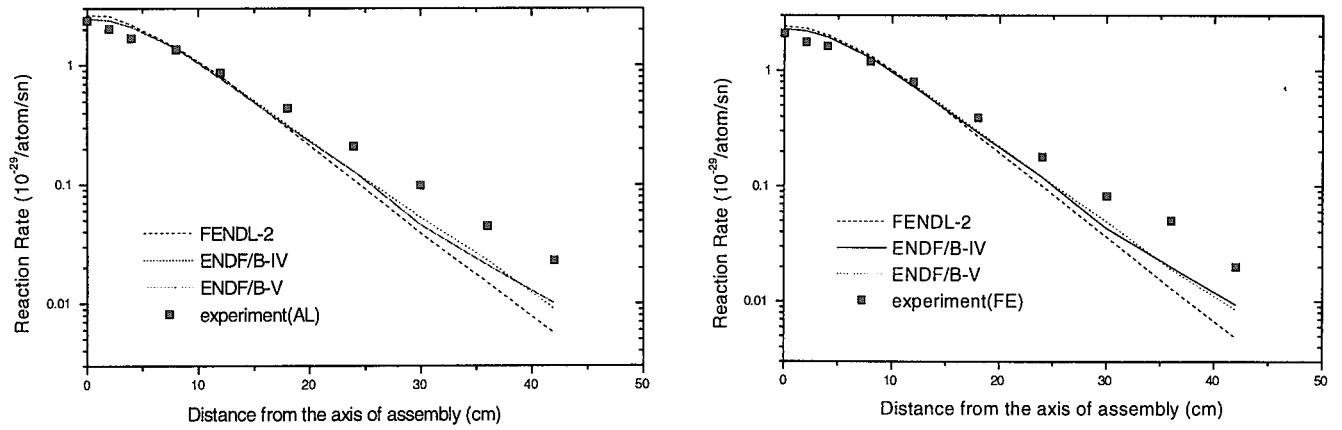 Reaction Rate (10-29/atom/sn)
1
0.1
0.01
FENDL-2
ENDF/B-IV
ENDF/B-V
experiment(AL)
0 10 20 30 40 50
Distance from the axis of assembly (cm)
Reaction Rate (10-29/atom/sn)
1
0.1
0.01
FENDL-2
ENDF/B-IV
ENDF/B-V
experiment(FE)
0 10 20 30 40 50
Distance from the axis of assembly (cm)